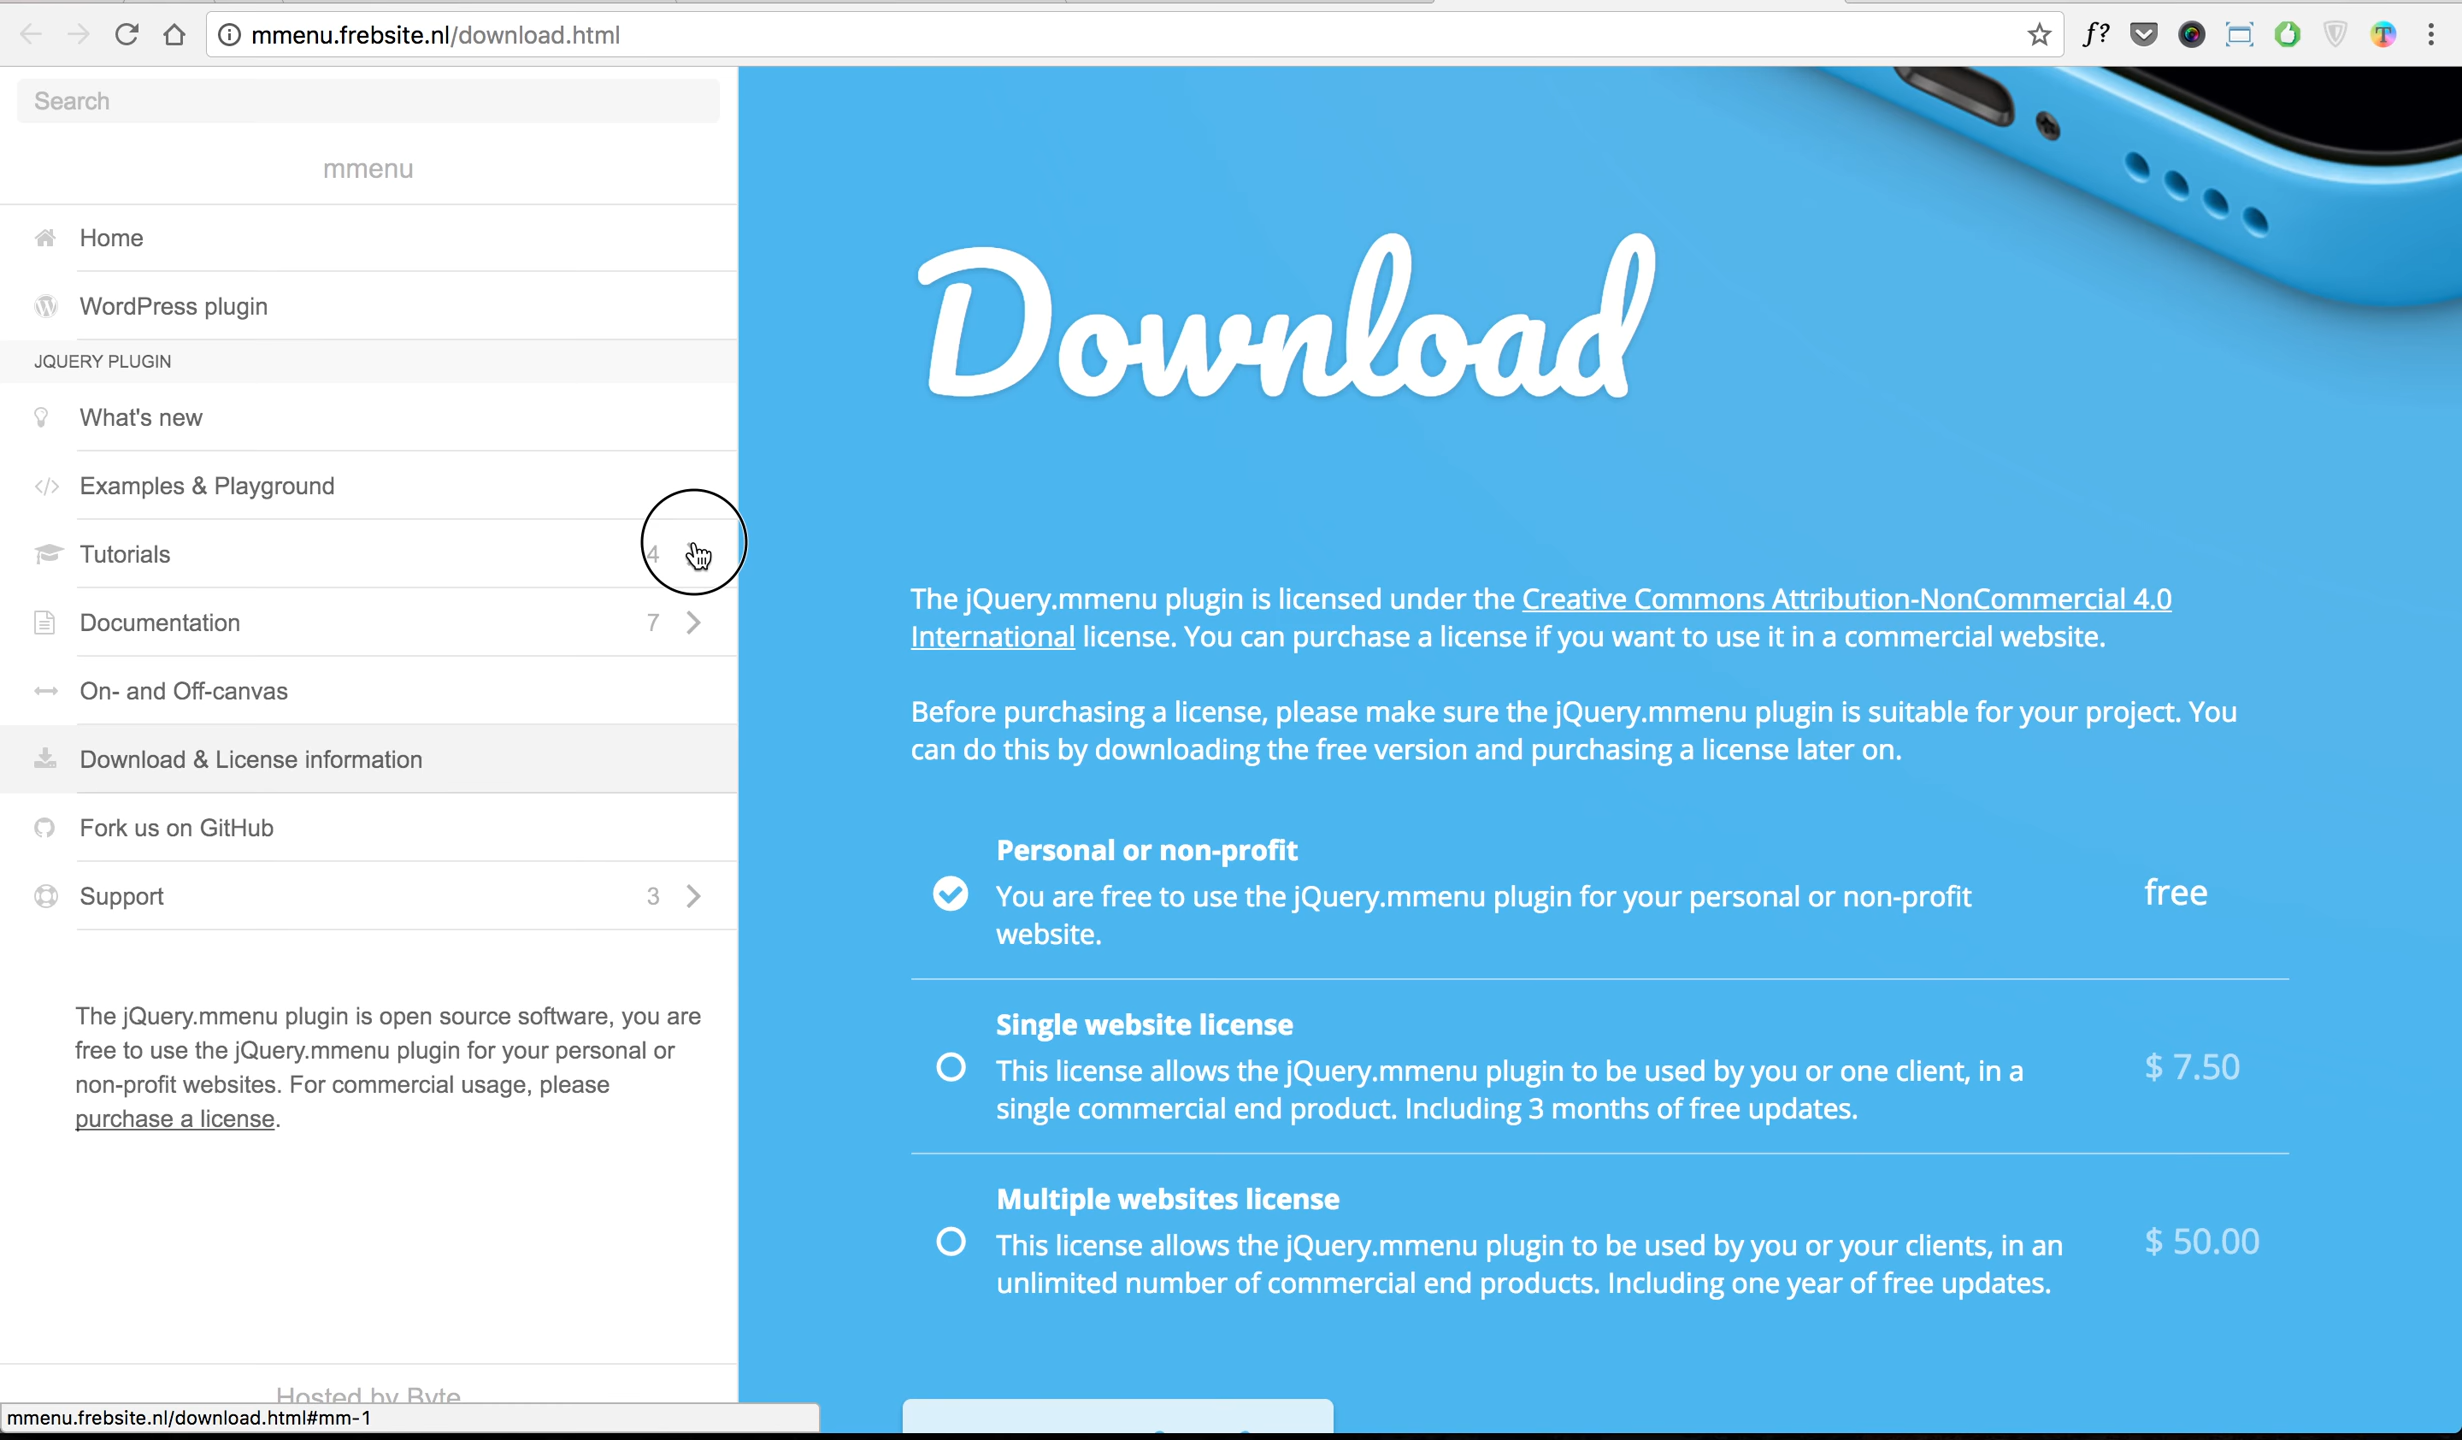 mmenu.frebsite.nl/download.html
f?
T
Search
mmenu
Home
WordPress plugin
JQUERY PLUGIN
What's new
Examples & Playground
Tutorials 4
Documentation 7
On- and Off-canvas
Download & License information
Fork us on GitHub
Support 3
The jQuery.mmenu plugin is open source software, you are
free to use the jQuery.mmenu plugin for your personal or
non-profit websites. For commercial usage, please
purchase a license.
Hosted by Byte
mmenu.frebsite.nl/download.html#mm-1
Download
The jQuery.mmenu plugin is licensed under the Creative Commons Attribution-NonCommercial 4.0
International license. You can purchase a license if you want to use it in a commercial website.
Before purchasing a license, please make sure the jQuery.mmenu plugin is suitable for your project. You
can do this by downloading the free version and purchasing a license later on.
Personal or non-profit
You are free to use the jQuery.mmenu plugin for your personal or non-profit
website.
free
Single website license
This license allows the jQuery.mmenu plugin to be used by you or one client, in a
single commercial end product. Including 3 months of free updates.
$ 7.50
Multiple websites license
This license allows the jQuery.mmenu plugin to be used by you or your clients, in an
unlimited number of commercial end products. Including one year of free updates.
$ 50.00